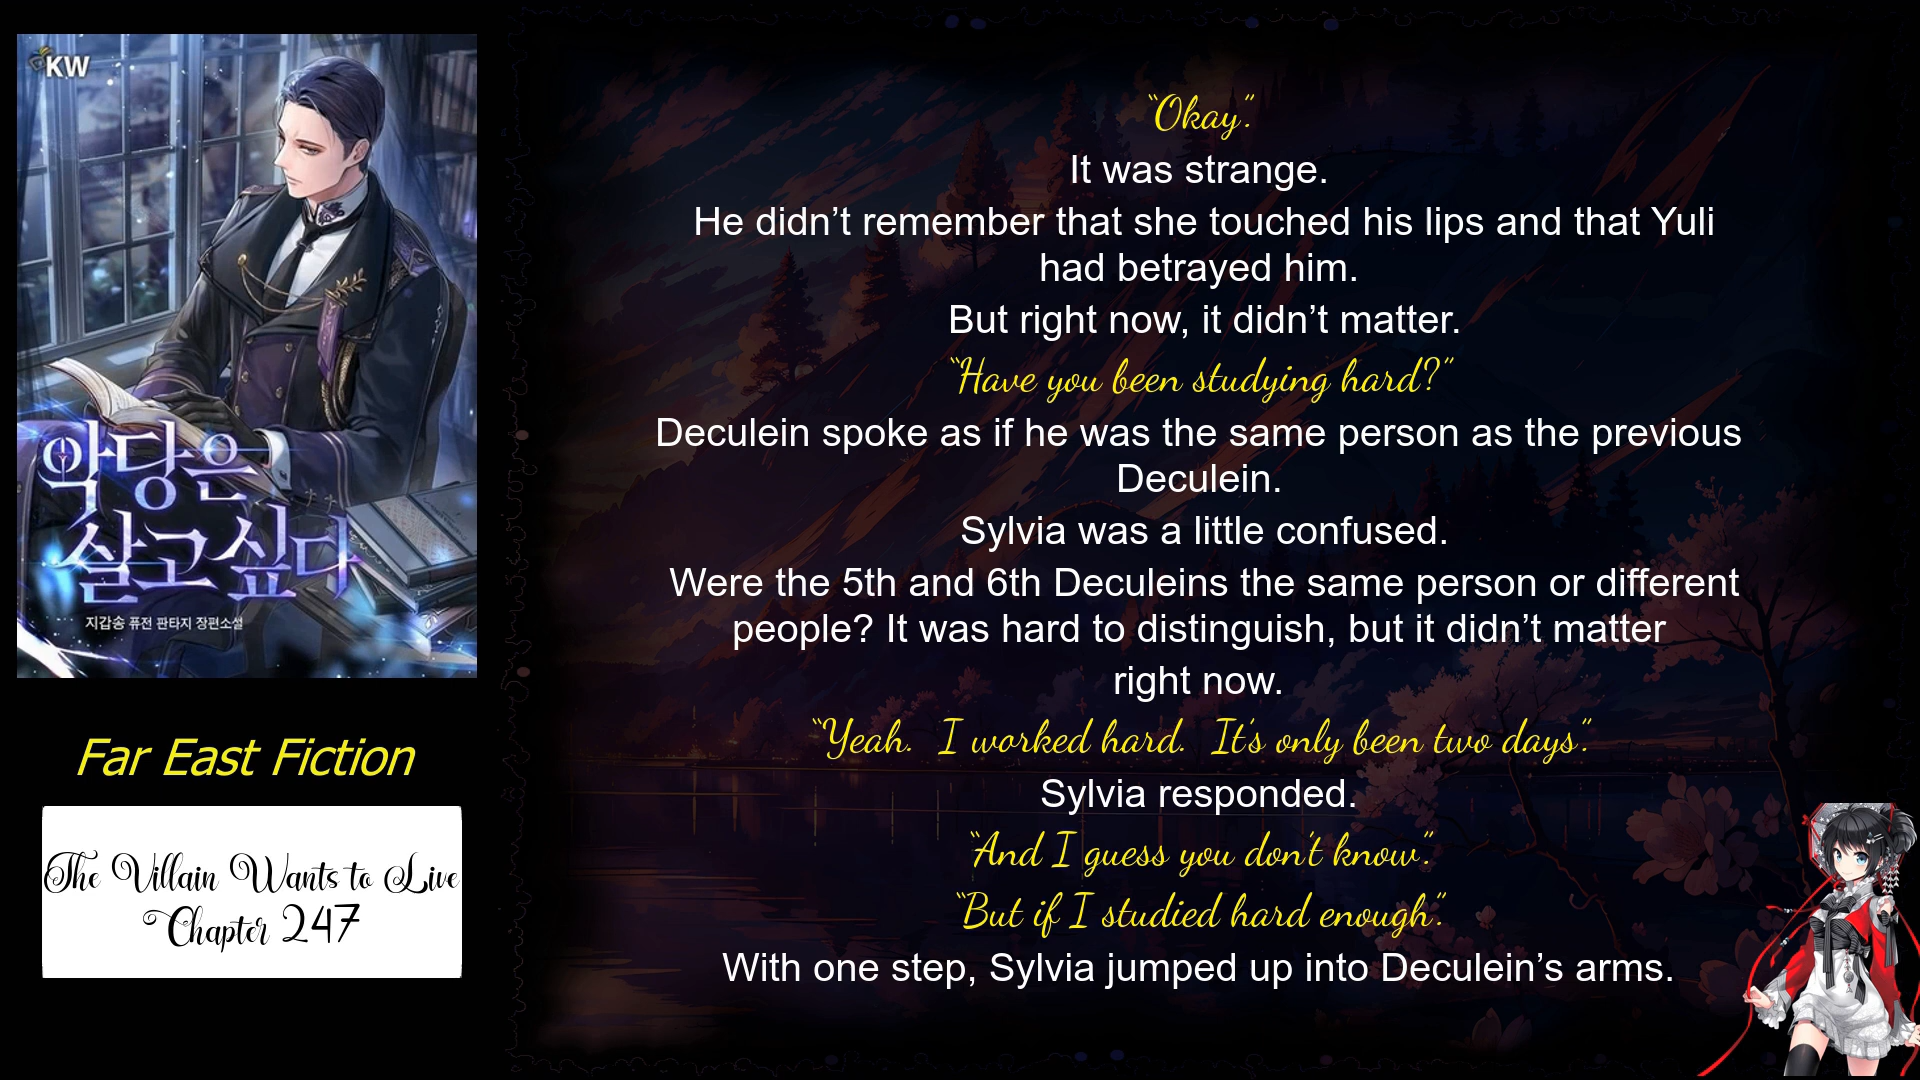 KW
악당은
살고싶다
지갑송 퓨전 판타지 장편소설
Far East Fiction
The Villain Wants to Live
Chapter 247
“Okay.”
It was strange.
He didn’t remember that she touched his lips and that Yuli
had betrayed him.
But right now, it didn’t matter.
“Have you been studying hard?”
Deculein spoke as if he was the same person as the previous
Deculein.
Sylvia was a little confused.
Were the 5th and 6th Deculeins the same person or different
people? It was hard to distinguish, but it didn’t matter
right now.
“Yeah. I worked hard. It’s only been two days.”
Sylvia responded.
“And I guess you don’t know.”
“But if I studied hard enough.”
With one step, Sylvia jumped up into Deculein’s arms.